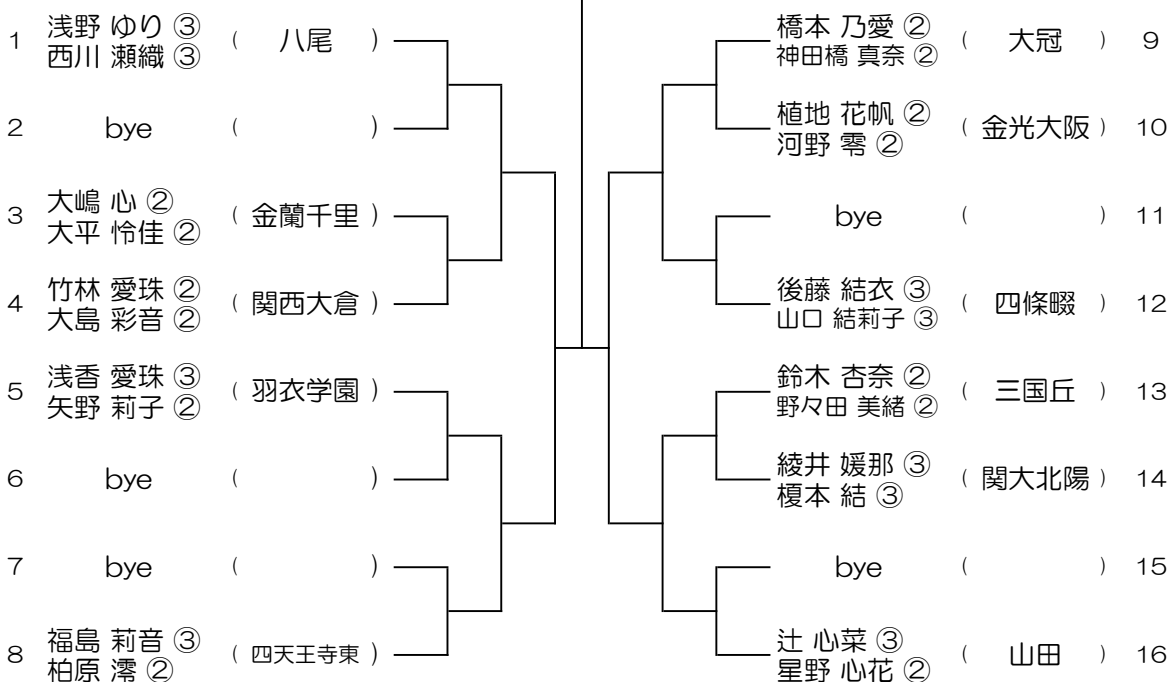 1 浅野 ゆり ③ ( 八尾 )
西川 瀬織 ③
2 bye ( )
3 大嶋 心 ② ( 金蘭千里 )
大平 怜佳 ②
4 竹林 愛珠 ② ( 関西大倉 )
大島 彩音 ②
5 浅香 愛珠 ③ ( 羽衣学園 )
矢野 莉子 ②
6 bye ( )
7 bye ( )
8 福島 莉音 ③ ( 四天王寺東 )
柏原 澪 ②
橋本 乃愛 ② ( 大冠 ) 9
神田橋 真奈 ②
植地 花帆 ② ( 金光大阪 ) 10
河野 零 ②
bye ( ) 11
後藤 結衣 ③ ( 四條畷 ) 12
山口 結莉子 ③
鈴木 杏奈 ② ( 三国丘 ) 13
野々田 美緒 ②
綾井 媛那 ③ ( 関大北陽 ) 14
榎本 結 ③
bye ( ) 15
辻 心菜 ③ ( 山田 ) 16
星野 心花 ②